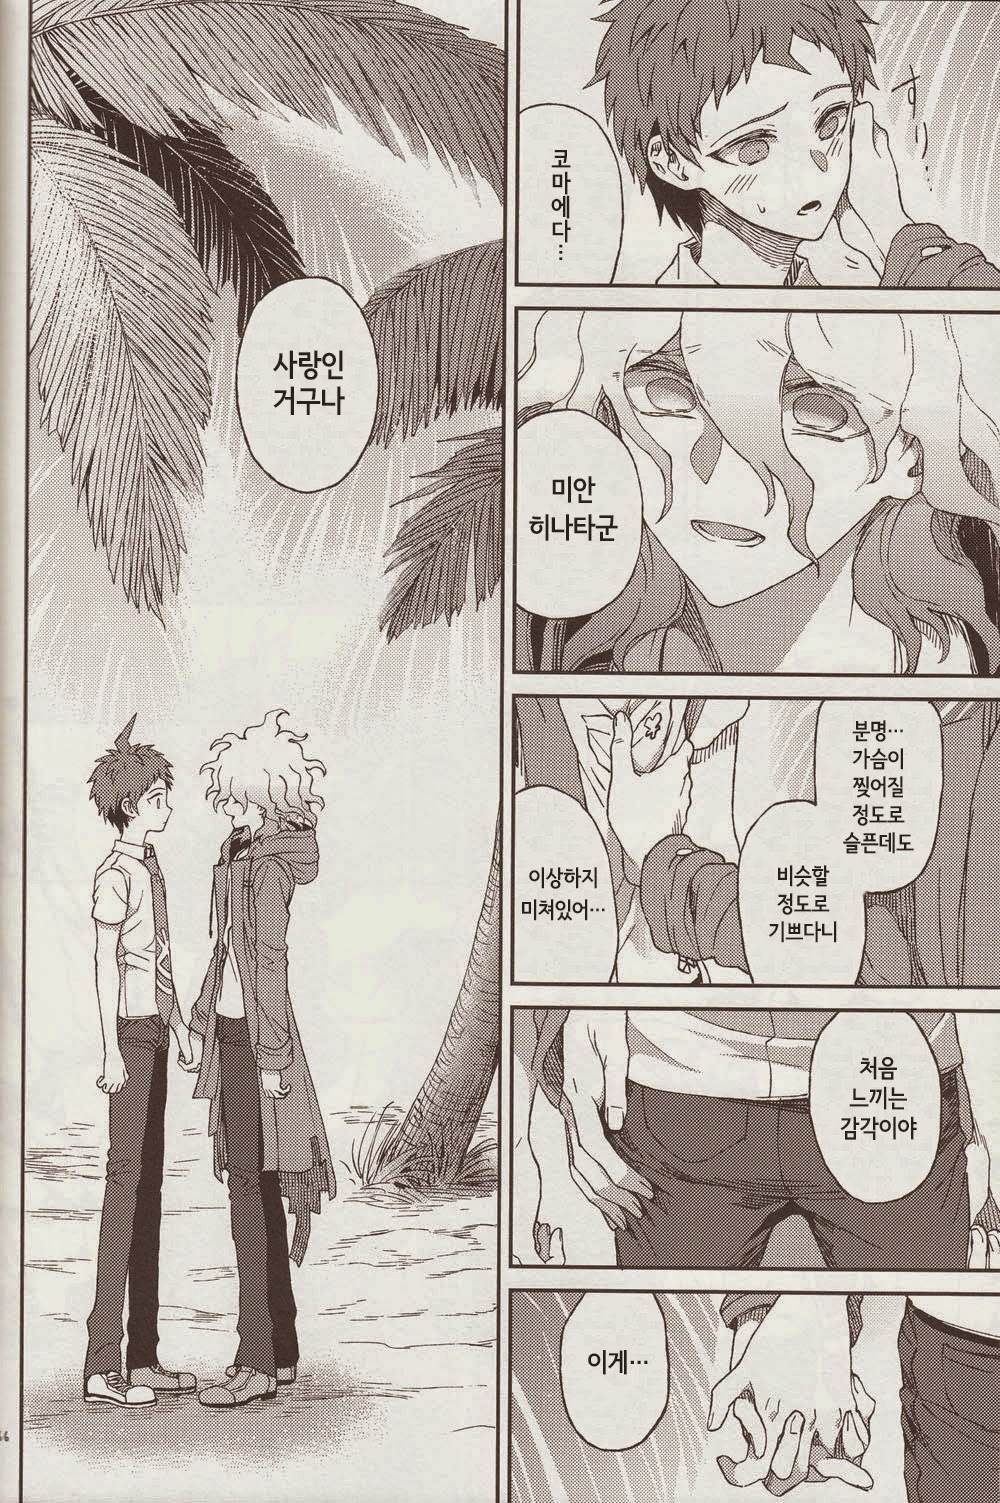 코마에다…
미안
히나타군
분명…
가슴이
찢어질
정도로
슬픈데도
비슷할
정도로
기쁘다니
이상하지
미쳐있어…
처음
느끼는
감각이야
이게…
사랑인
거구나